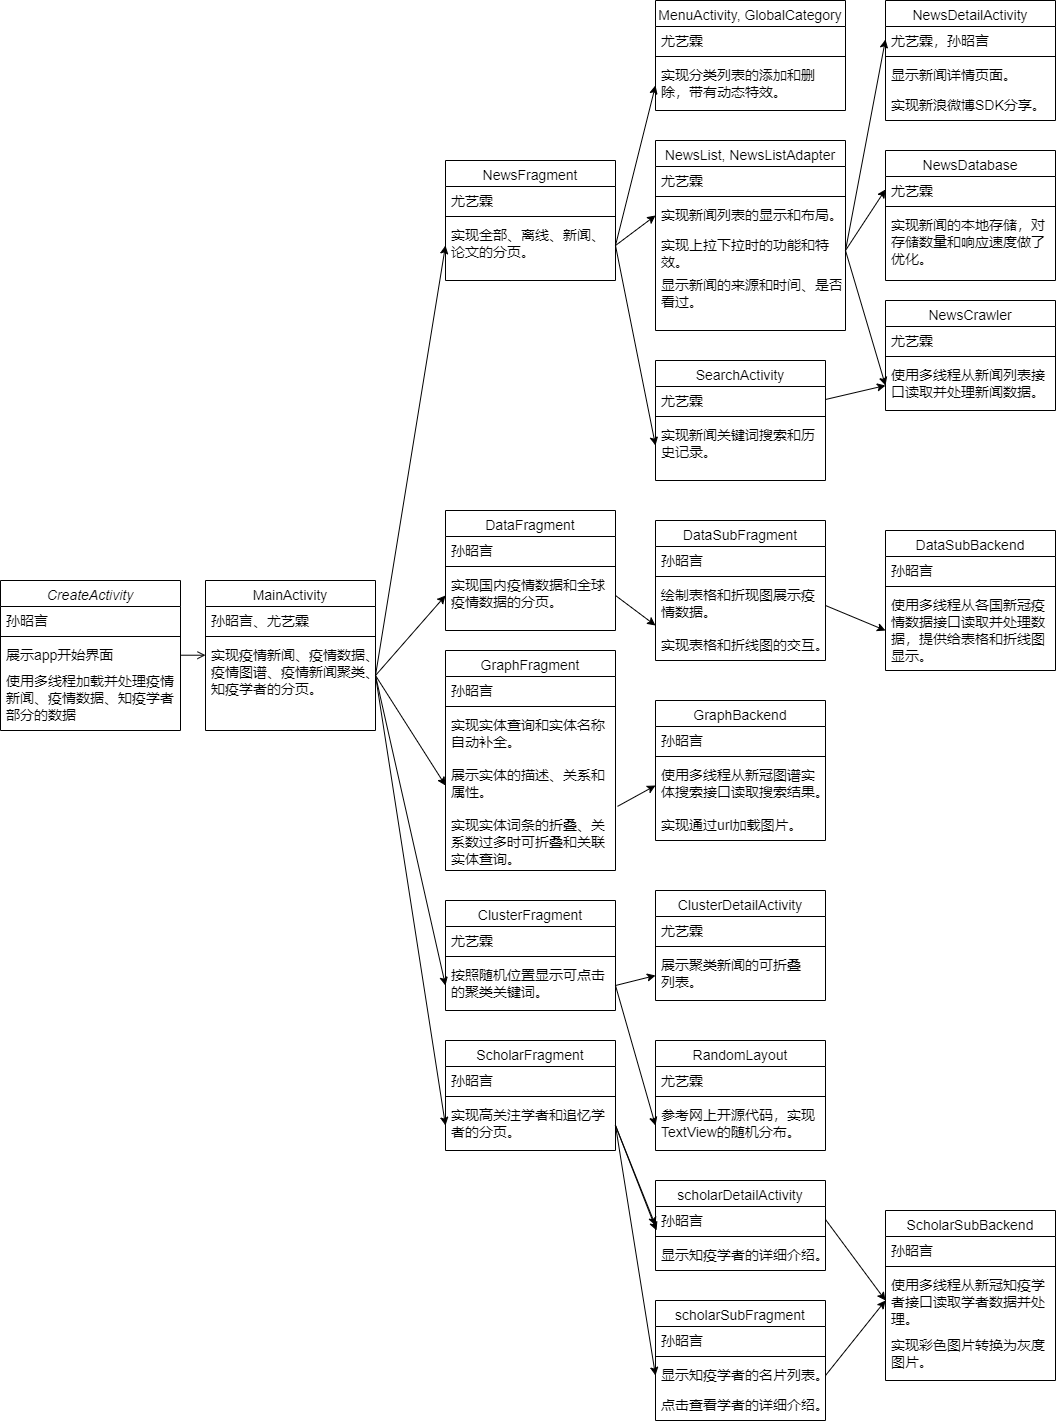 MenuActivity, GlobalCategory
尤艺霖
实现分类列表的添加和删
除，带有动态特效。
NewsDetailActivity
尤艺霖，孙昭言
显示新闻详情页面。
实现新浪微博SDK分享。
NewsFragment
尤艺霖
实现全部、离线、新闻、
论文的分页。
NewsList, NewsListAdapter
尤艺霖
实现新闻列表的显示和布局。
实现上拉下拉时的功能和特
效。
显示新闻的来源和时间、是否
看过。
NewsDatabase
尤艺霖
实现新闻的本地存储，对
存储数量和响应速度做了
优化。
NewsCrawler
尤艺霖
使用多线程从新闻列表接
口读取并处理新闻数据。
SearchActivity
尤艺霖
实现新闻关键词搜索和历
史记录。
CreateActivity
孙昭言
展示app开始界面
使用多线程加载并处理疫情
新闻、疫情数据、知疫学者
部分的数据
MainActivity
孙昭言、尤艺霖
实现疫情新闻、疫情数据、
疫情图谱、疫情新闻聚类、
知疫学者的分页。
DataFragment
孙昭言
实现国内疫情数据和全球
疫情数据的分页。
DataSubFragment
孙昭言
绘制表格和折现图展示疫
情数据。
实现表格和折线图的交互。
DataSubBackend
孙昭言
使用多线程从各国新冠疫
情数据接口读取并处理数
据，提供给表格和折线图
显示。
GraphFragment
孙昭言
实现实体查询和实体名称
自动补全。
展示实体的描述、关系和
属性。
实现实体词条的折叠、关
系数过多时可折叠和关联
实体查询。
GraphBackend
孙昭言
使用多线程从新冠图谱实
体搜索接口读取搜索结果。
实现通过url加载图片。
ClusterFragment
尤艺霖
按照随机位置显示可点击
的聚类关键词。
ClusterDetailActivity
尤艺霖
展示聚类新闻的可折叠
列表。
ScholarFragment
孙昭言
实现高关注学者和追忆学
者的分页。
RandomLayout
尤艺霖
参考网上开源代码，实现
TextView的随机分布。
scholarDetailActivity
孙昭言
显示知疫学者的详细介绍。
scholarSubFragment
孙昭言
显示知疫学者的名片列表。
点击查看学者的详细介绍。
ScholarSubBackend
孙昭言
使用多线程从新冠知疫学
者接口读取学者数据并处
理。
实现彩色图片转换为灰度
图片。